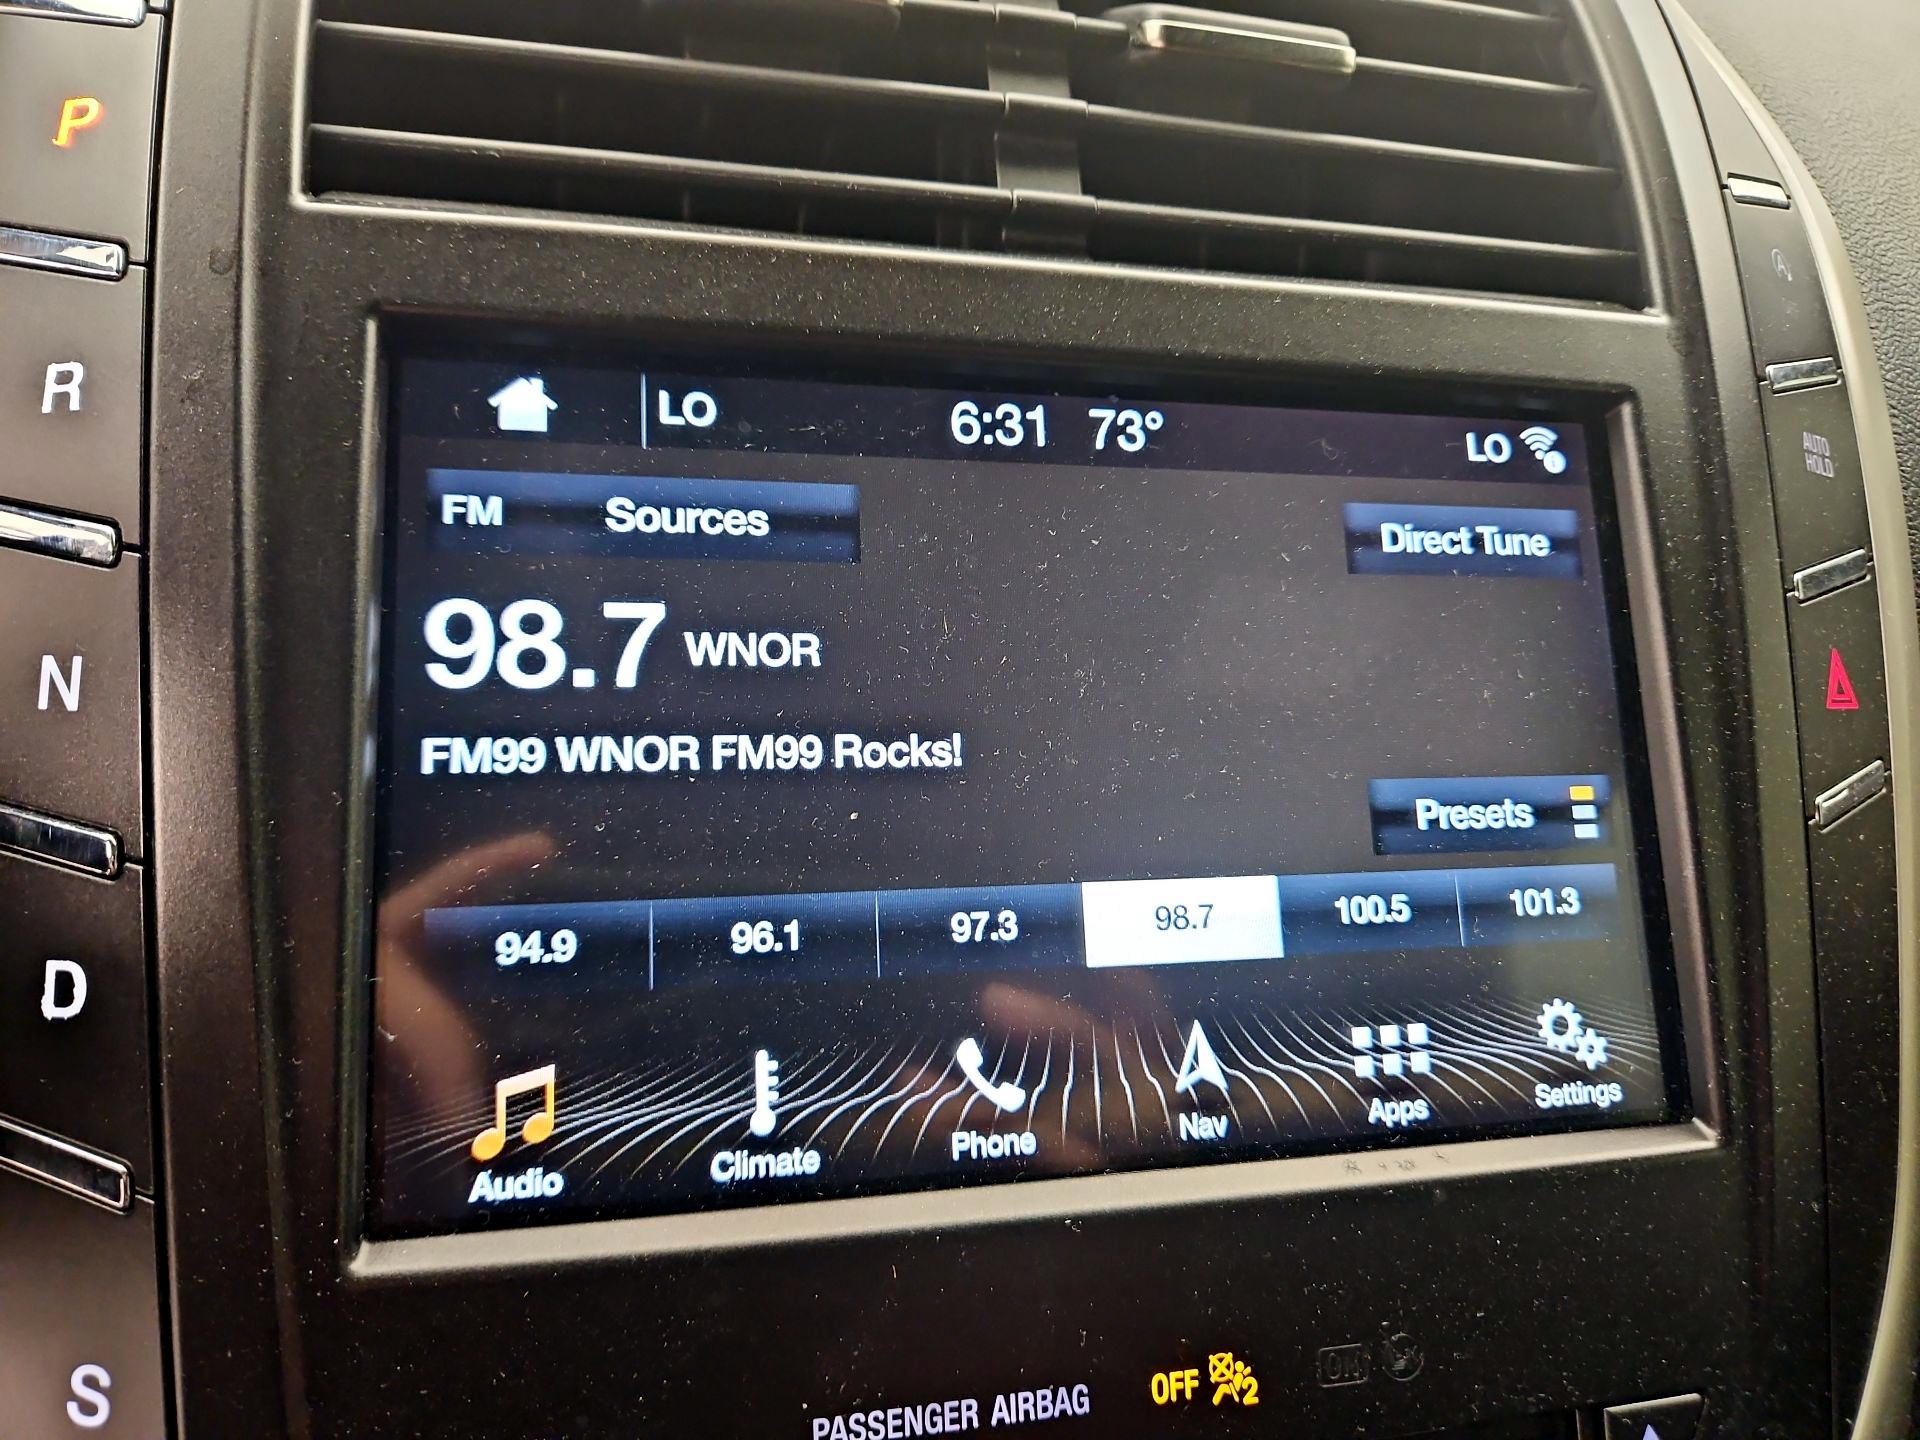 P
R
N
D
S
LO 6:31 73° LO
FM Sources Direct Tune
98.7 WNOR
FM99 WNOR FM99 Rocks!
Presets
94.9 96.1 97.3 98.7 100.5 101.3
Audio Climate Phone Nav Apps Settings
PASSENGER AIRBAG OFF 2
AUTO
HOLD